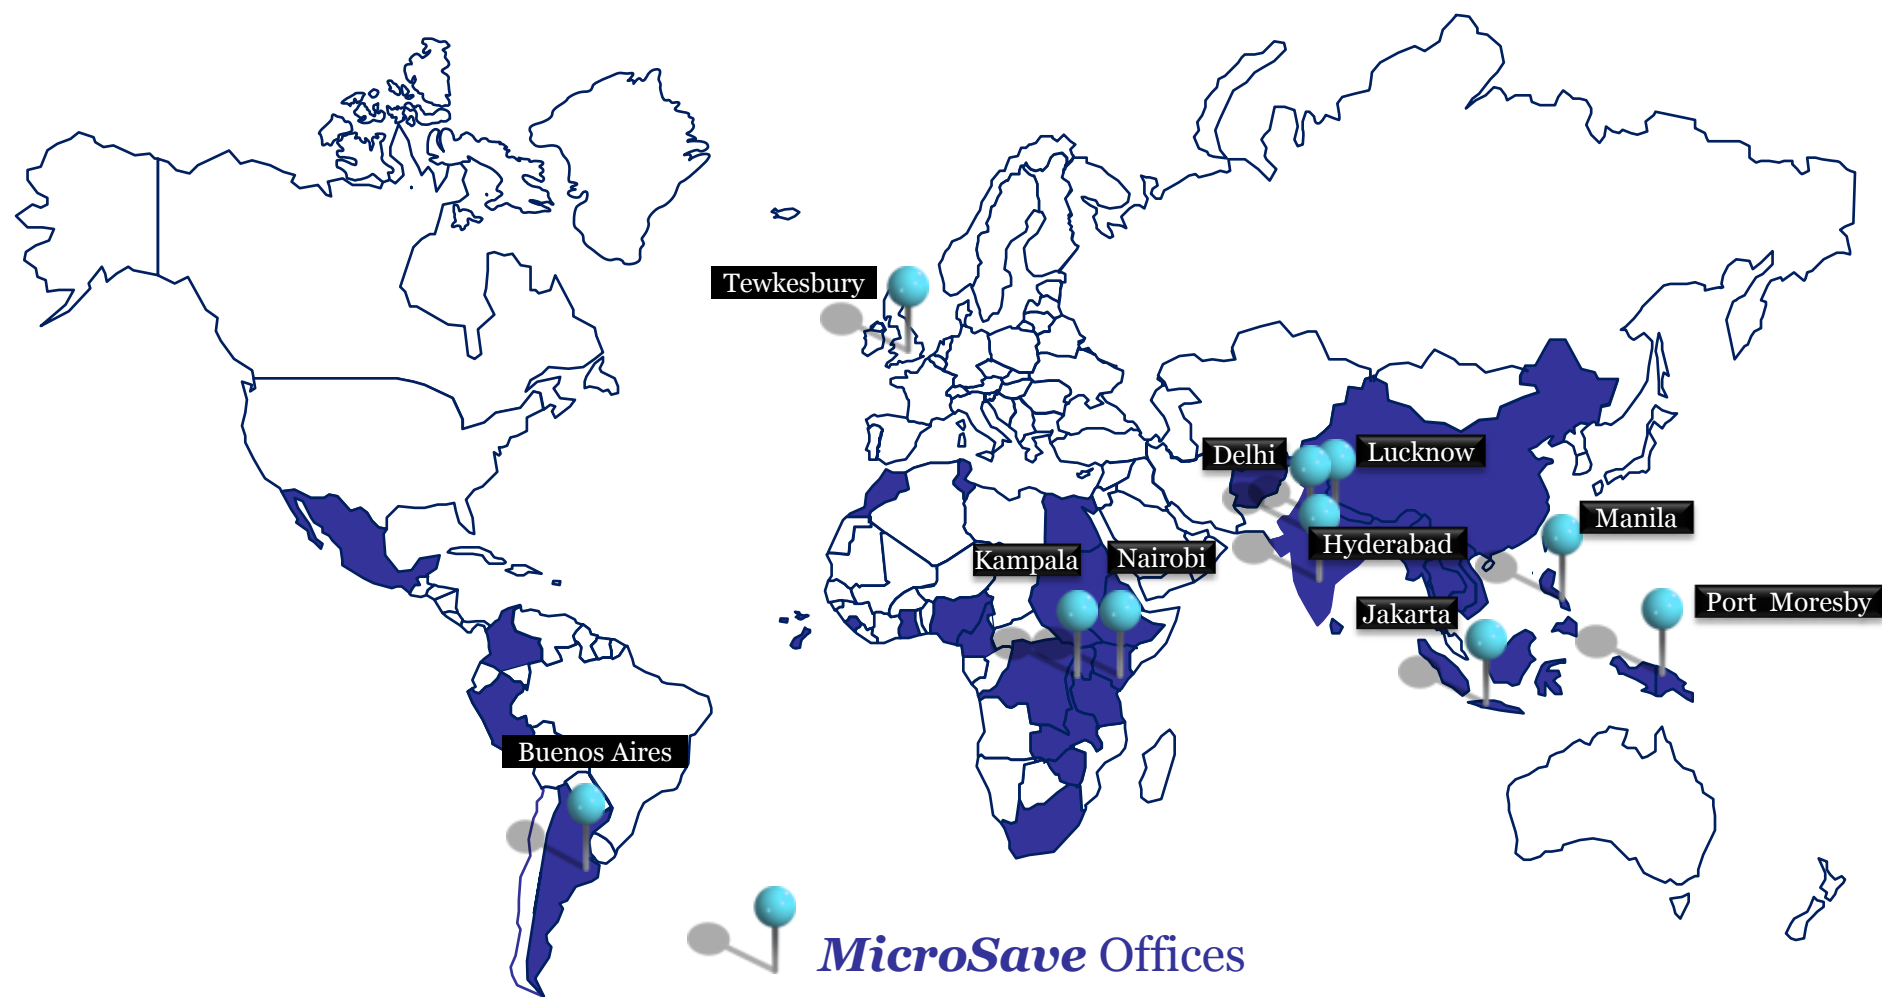 Tewkesbury
Delhi
Lucknow
Manila
Hyderabad
Kampala
Nairobi
Jakarta
Port Moresby
Buenos Aires
MicroSave Offices